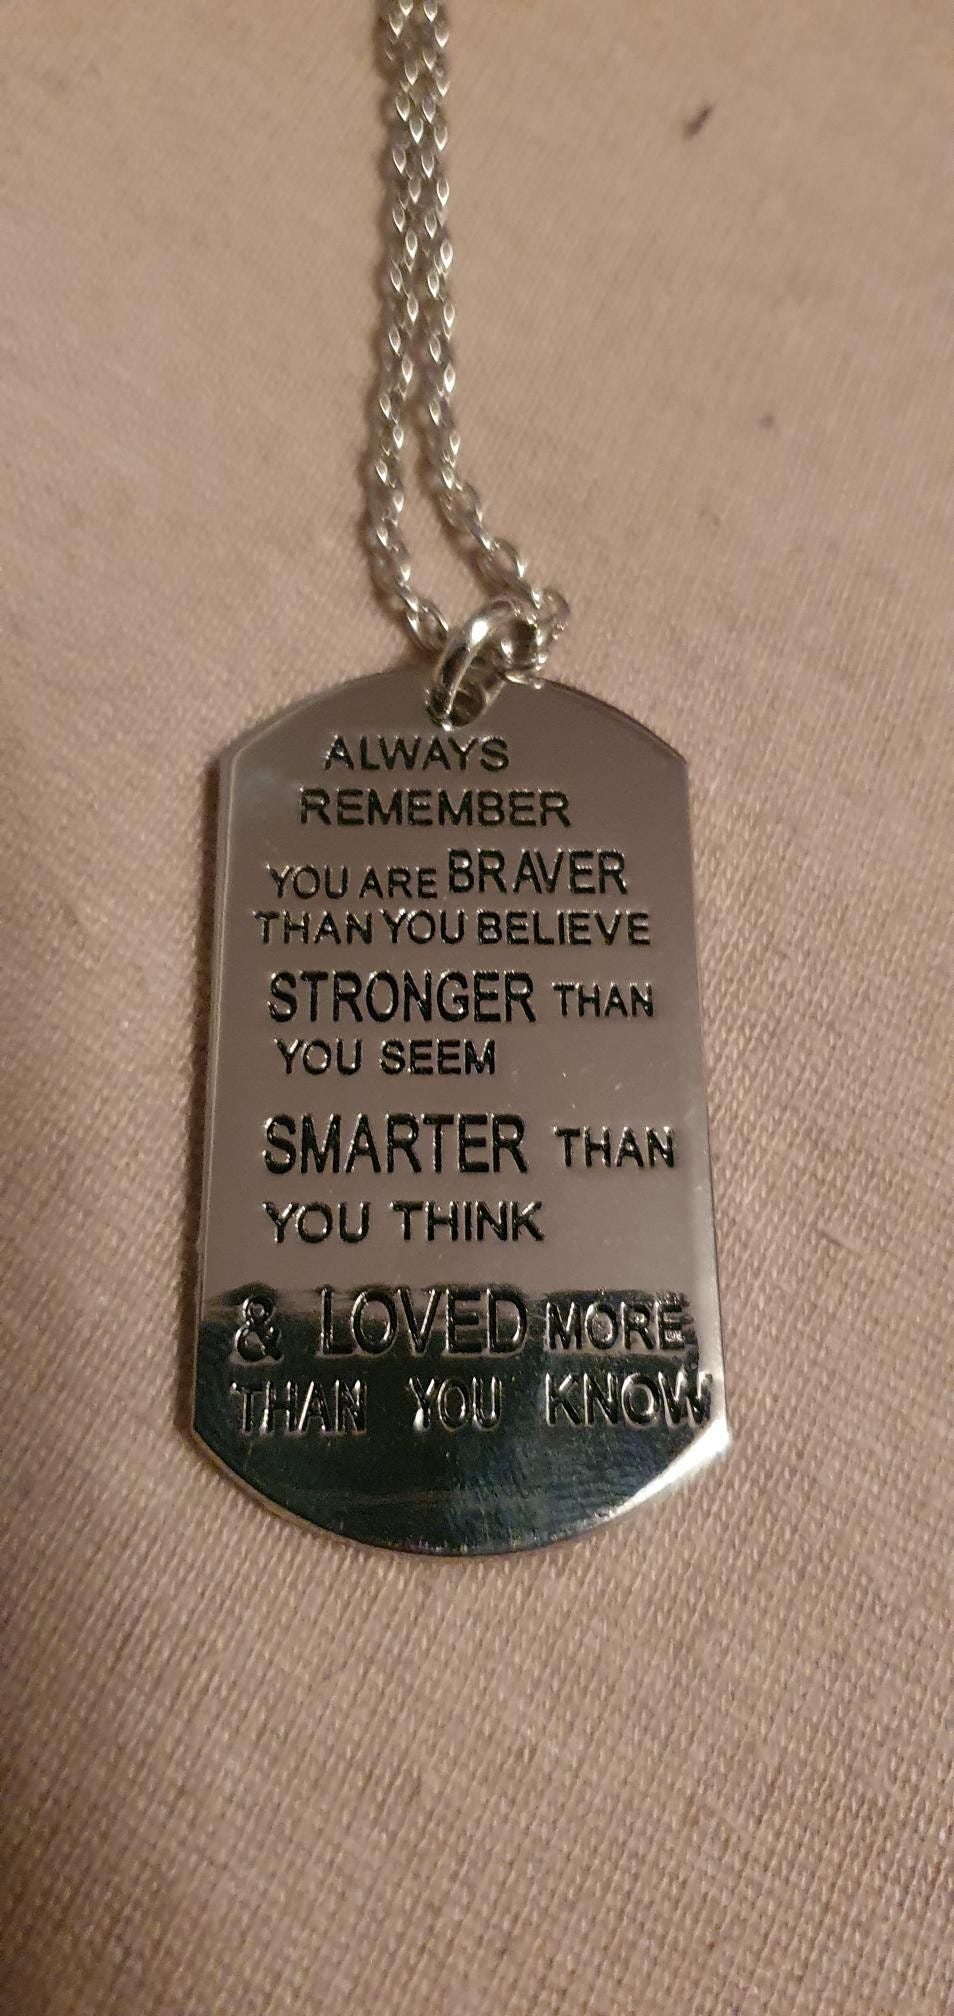 ALWAYS
REMEMBER
YOU ARE BRAVER
THAN YOU BELIEVE
STRONGER THAN
YOU SEEM
SMARTER THAN
YOU THINK
& LOVED MORE
THAN YOU KNOW